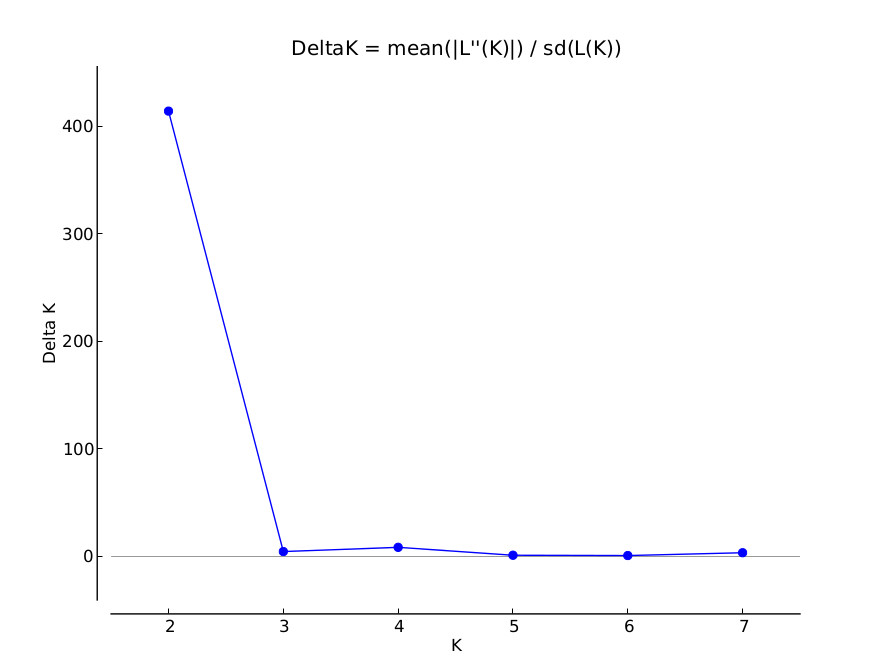 DeltaK = mean(|L''(K)|) / sd(L(K))
400
300
200
100
0
Delta K
2 3 4 5 6 7
K